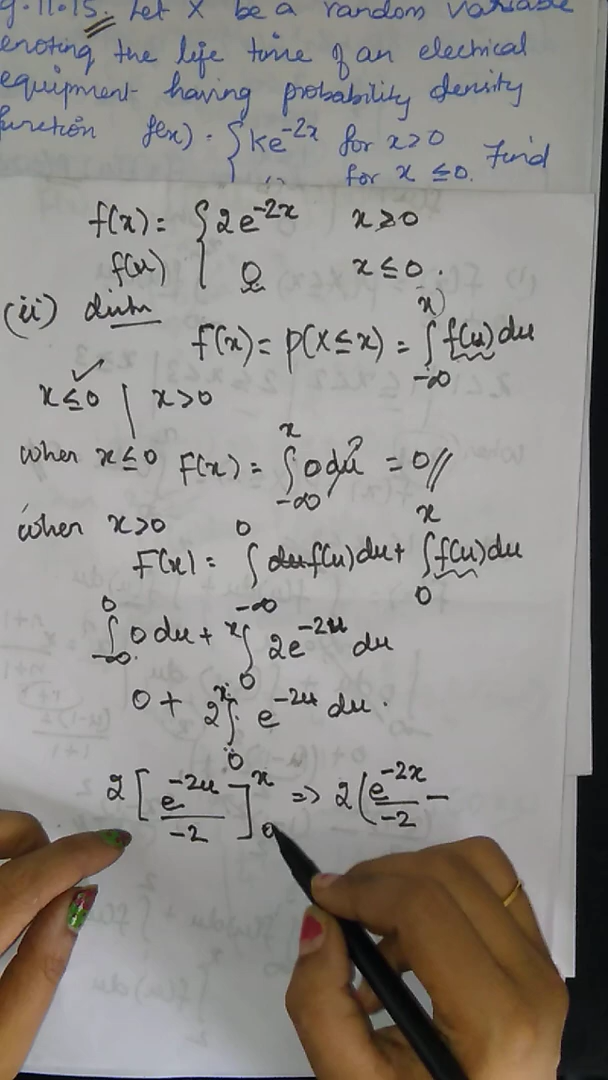 9.11.15. Let X be a random variable
enoting the life time of an electrical
equipment having probability density
function f(x) = { Ke^{-2x} for x>0 Find
for x ≤0.
f(x) = { 2e^{-2x} x>0
f(x) 0 x≤0.
(ii) distn
F(x) = P(X≤x) = ∫_{-∞}^{x} f(u)du
x≤0 | x>0
when x≤0 F(x) = ∫_{-∞}^{x} 0du = 0//
when x>0
F(x) = ∫_{-∞}^{0} f(u)du + ∫_{0}^{x} f(u)du
∫_{-∞}^{0} 0 du + ∫_{0}^{x} 2e^{-2u} du
0 + 2∫_{0}^{x} e^{-2u} du.
2[e^{-2u}/-2]_{0}^{x} => 2(e^{-2x}/-2 -